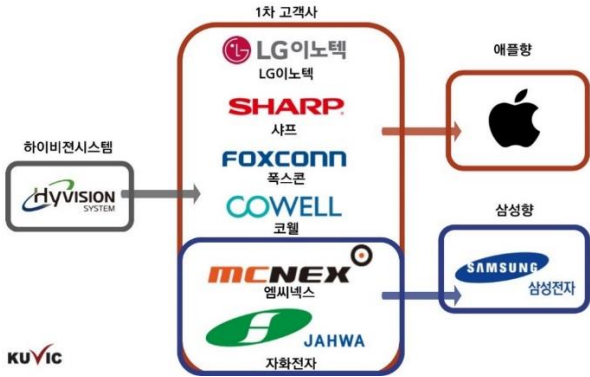 1차 고객사
LG이노텍
LG이노텍
SHARP
샤프
FOXCONN
폭스콘
COWELL
코웰
MCNEX
엠씨넥스
JAHWA
자화전자
하이비젼시스템
HYVISION
SYSTEM
애플향
삼성향
SAMSUNG
삼성전자
KUVIC